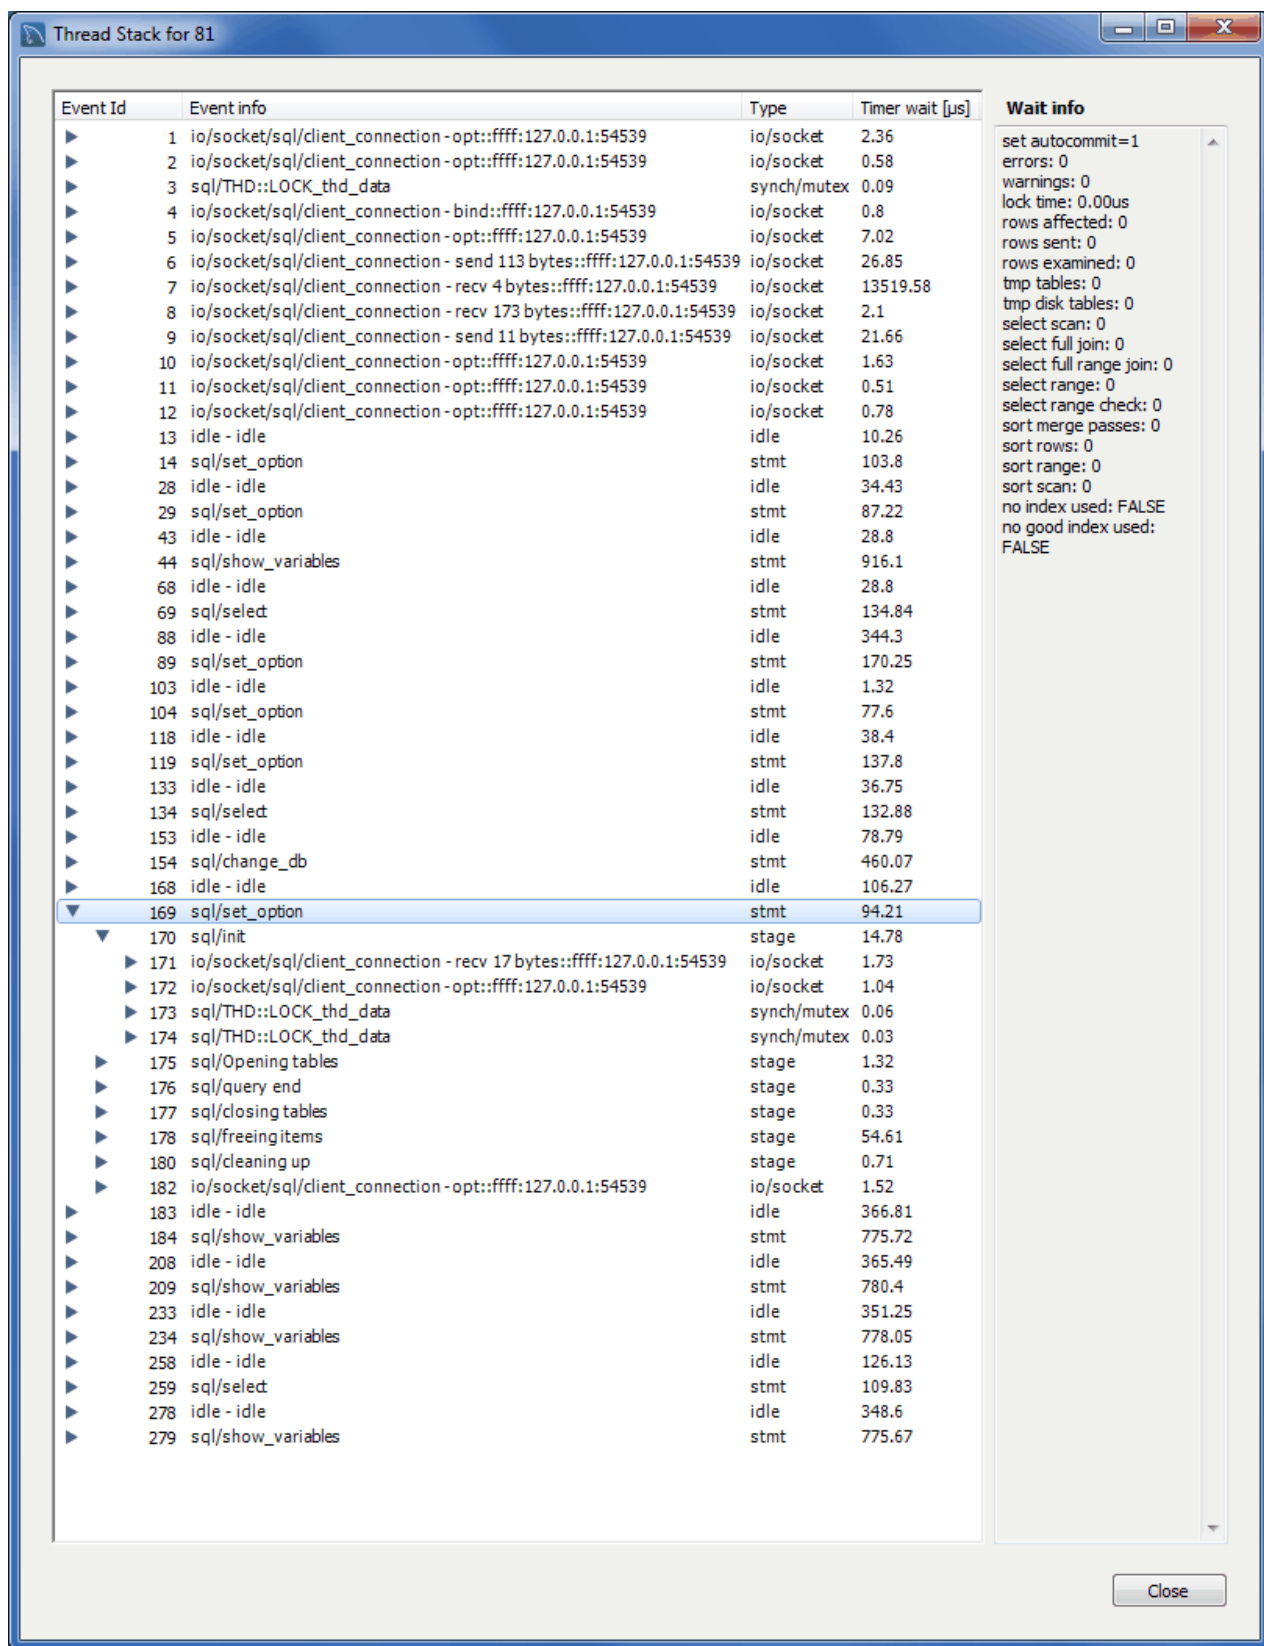 Thread Stack for 81
Event Id Event info Type Timer wait [µs] Wait info
1 io/socket/sql/client_connection - opt::ffff:127.0.0.1:54539 io/socket 2.36
2 io/socket/sql/client_connection - opt::ffff:127.0.0.1:54539 io/socket 0.58
3 sql/THD::LOCK_thd_data synch/mutex 0.09
4 io/socket/sql/client_connection - bind::ffff:127.0.0.1:54539 io/socket 0.8
5 io/socket/sql/client_connection - opt::ffff:127.0.0.1:54539 io/socket 7.02
6 io/socket/sql/client_connection - send 113 bytes::ffff:127.0.0.1:54539 io/socket 26.85
7 io/socket/sql/client_connection - recv 4 bytes::ffff:127.0.0.1:54539 io/socket 13519.58
8 io/socket/sql/client_connection - recv 173 bytes::ffff:127.0.0.1:54539 io/socket 2.1
9 io/socket/sql/client_connection - send 11 bytes::ffff:127.0.0.1:54539 io/socket 21.66
10 io/socket/sql/client_connection - opt::ffff:127.0.0.1:54539 io/socket 1.63
11 io/socket/sql/client_connection - opt::ffff:127.0.0.1:54539 io/socket 0.51
12 io/socket/sql/client_connection - opt::ffff:127.0.0.1:54539 io/socket 0.78
13 idle - idle idle 10.26
14 sql/set_option stmt 103.8
28 idle - idle idle 34.43
29 sql/set_option stmt 87.22
43 idle - idle idle 28.8
44 sql/show_variables stmt 916.1
68 idle - idle idle 28.8
69 sql/select stmt 134.84
88 idle - idle idle 344.3
89 sql/set_option stmt 170.25
103 idle - idle idle 1.32
104 sql/set_option stmt 77.6
118 idle - idle idle 38.4
119 sql/set_option stmt 137.8
133 idle - idle idle 36.75
134 sql/select stmt 132.88
153 idle - idle idle 78.79
154 sql/change_db stmt 460.07
168 idle - idle idle 106.27
169 sql/set_option stmt 94.21
170 sql/init stage 14.78
171 io/socket/sql/client_connection - recv 17 bytes::ffff:127.0.0.1:54539 io/socket 1.73
172 io/socket/sql/client_connection - opt::ffff:127.0.0.1:54539 io/socket 1.04
173 sql/THD::LOCK_thd_data synch/mutex 0.06
174 sql/THD::LOCK_thd_data synch/mutex 0.03
175 sql/Opening tables stage 1.32
176 sql/query end stage 0.33
177 sql/closing tables stage 0.33
178 sql/freeing items stage 54.61
180 sql/cleaning up stage 0.71
182 io/socket/sql/client_connection - opt::ffff:127.0.0.1:54539 io/socket 1.52
183 idle - idle idle 366.81
184 sql/show_variables stmt 775.72
208 idle - idle idle 365.49
209 sql/show_variables stmt 780.4
233 idle - idle idle 351.25
234 sql/show_variables stmt 778.05
258 idle - idle idle 126.13
259 sql/select stmt 109.83
278 idle - idle idle 348.6
279 sql/show_variables stmt 775.67
set autocommit=1
errors: 0
warnings: 0
lock time: 0.00us
rows affected: 0
rows sent: 0
rows examined: 0
tmp tables: 0
tmp disk tables: 0
select scan: 0
select full join: 0
select full range join: 0
select range: 0
select range check: 0
sort merge passes: 0
sort rows: 0
sort range: 0
sort scan: 0
no index used: FALSE
no good index used:
FALSE
Close